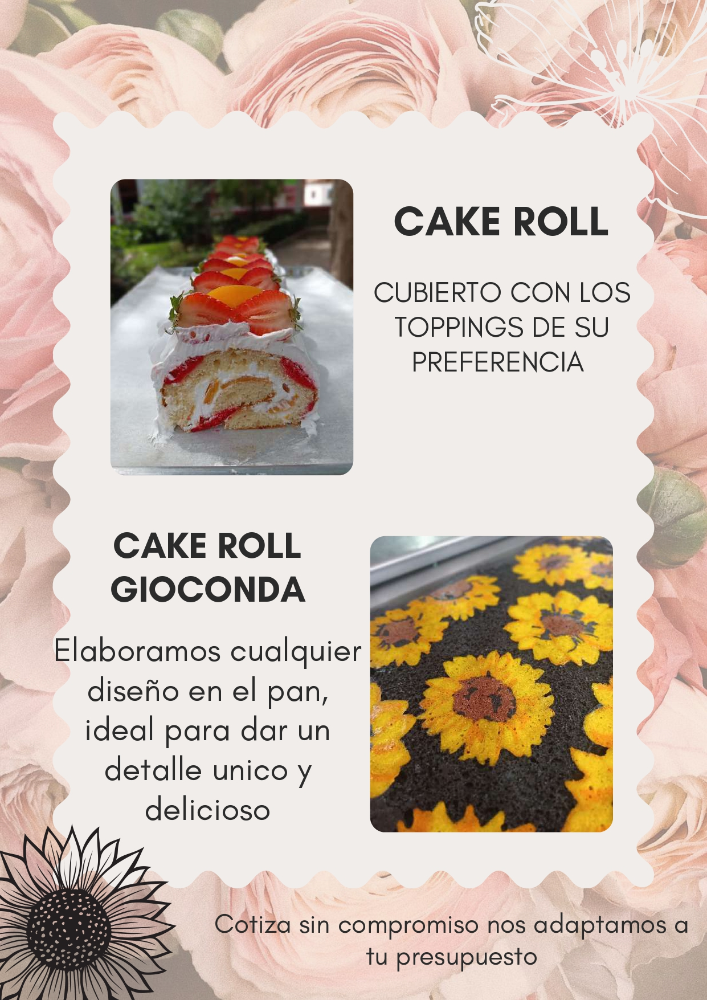 CAKE ROLL
CUBIERTO CON LOS
TOPPINGS DE SU
PREFERENCIA
CAKE ROLL
GIOCONDA
Elaboramos cualquier
diseño en el pan,
ideal para dar un
detalle unico y
delicioso
Cotiza sin compromiso nos adaptamos a
tu presupuesto